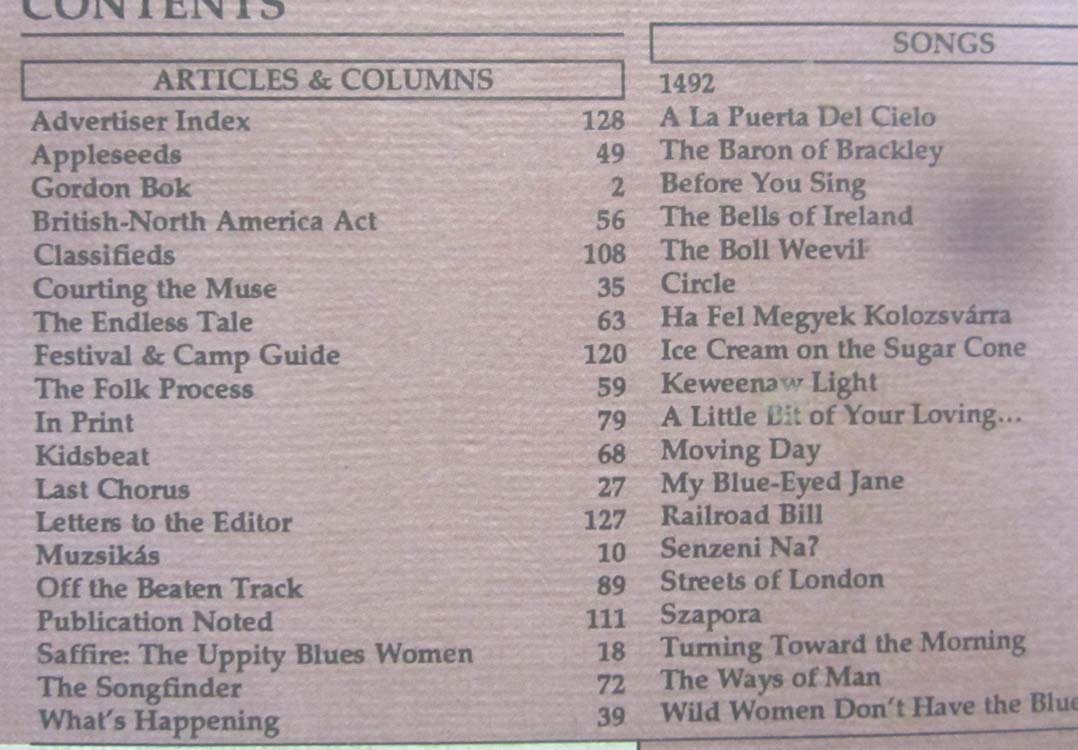 CONTENTS
ARTICLES & COLUMNS
Advertiser Index 128
Appleseeds 49
Gordon Bok 2
British-North America Act 56
Classifieds 108
Courting the Muse 35
The Endless Tale 63
Festival & Camp Guide 120
The Folk Process 59
In Print 79
Kidsbeat 68
Last Chorus 27
Letters to the Editor 127
Muzsikás 10
Off the Beaten Track 89
Publication Noted 111
Saffire: The Uppity Blues Women 18
The Songfinder 72
What's Happening 39
SONGS
1492
A La Puerta Del Cielo
The Baron of Brackley
Before You Sing
The Bells of Ireland
The Boll Weevil
Circle
Ha Fel Megyek Kolozsvárra
Ice Cream on the Sugar Cone
Keweenaw Light
A Little Bit of Your Loving...
Moving Day
My Blue-Eyed Jane
Railroad Bill
Senzeni Na?
Streets of London
Szapora
Turning Toward the Morning
The Ways of Man
Wild Women Don't Have the Blue